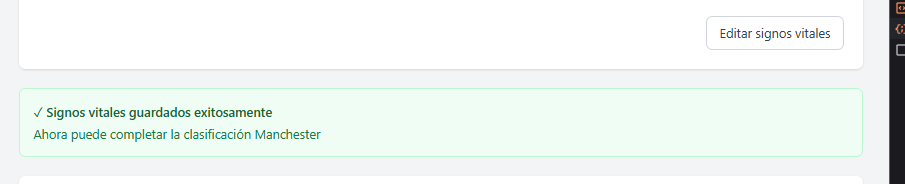 Editar signos vitales
✓ Signos vitales guardados exitosamente
Ahora puede completar la clasificación Manchester